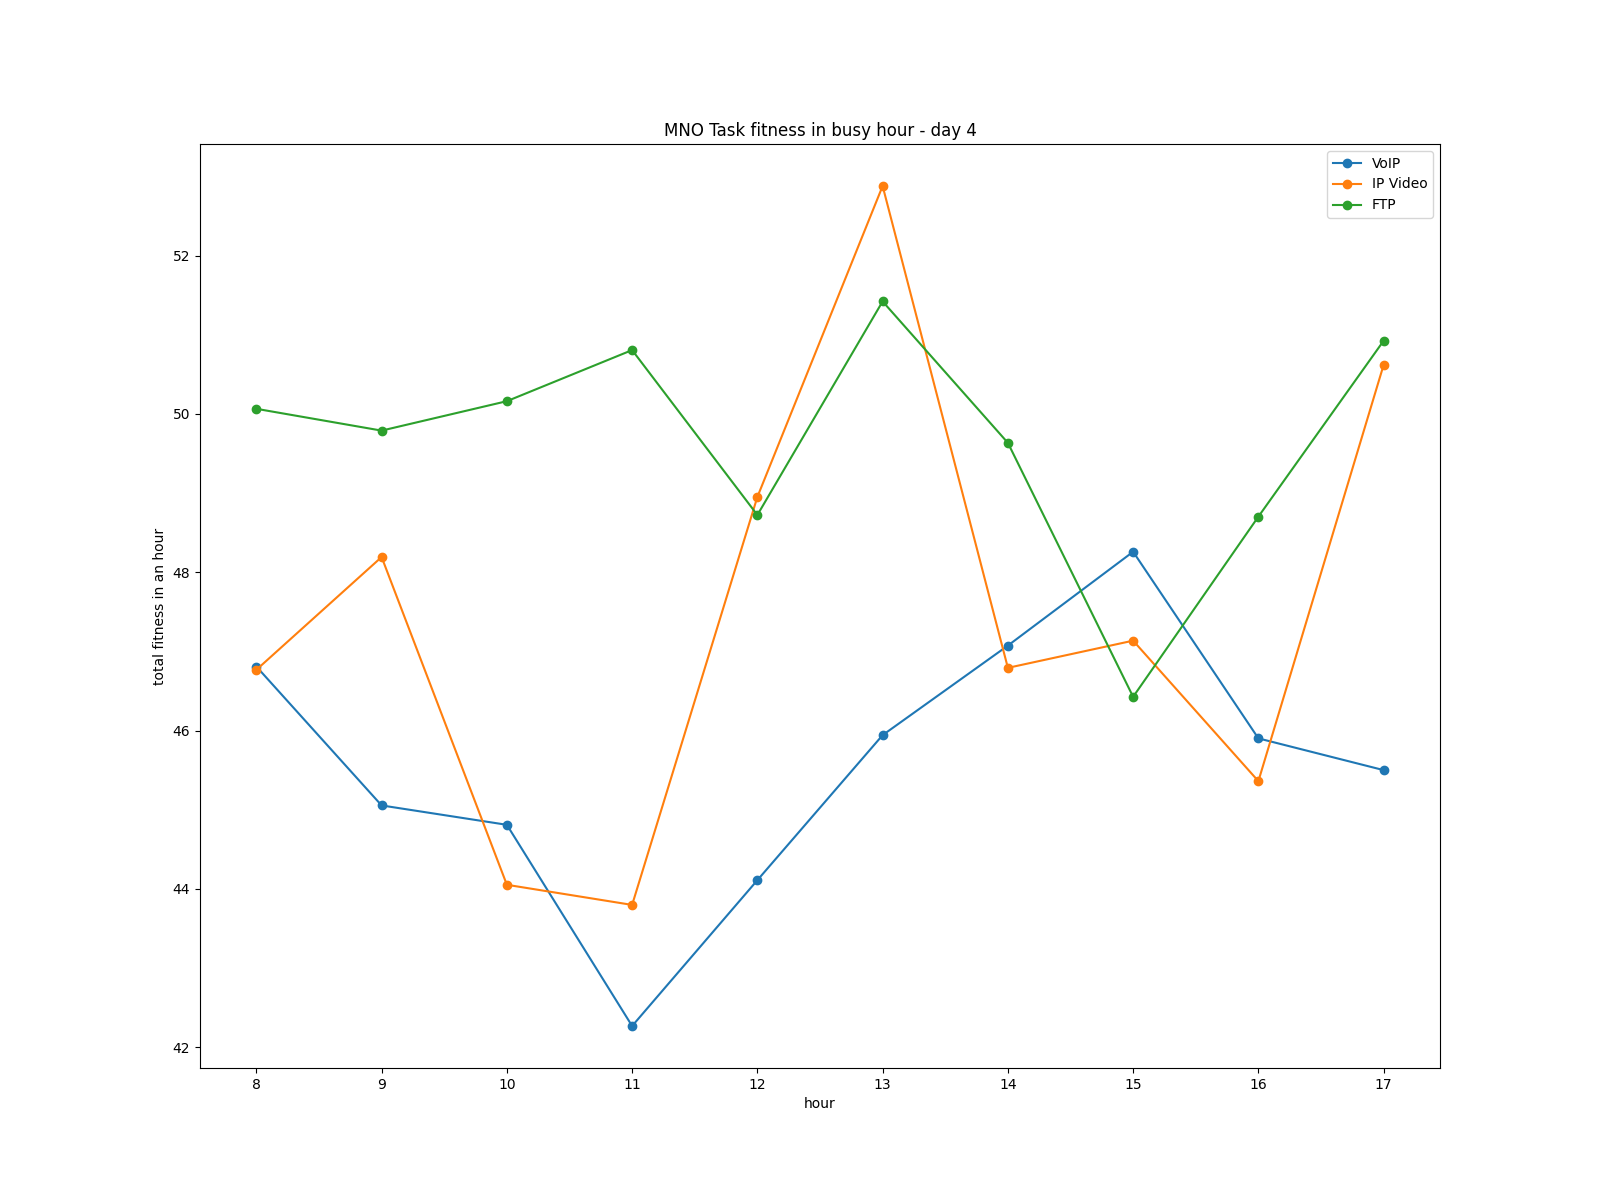 MNO Task fitness in busy hour - day 4
VoIP
IP Video
FTP
52
50
48
46
44
42
total fitness in an hour
8 9 10 11 12 13 14 15 16 17
hour